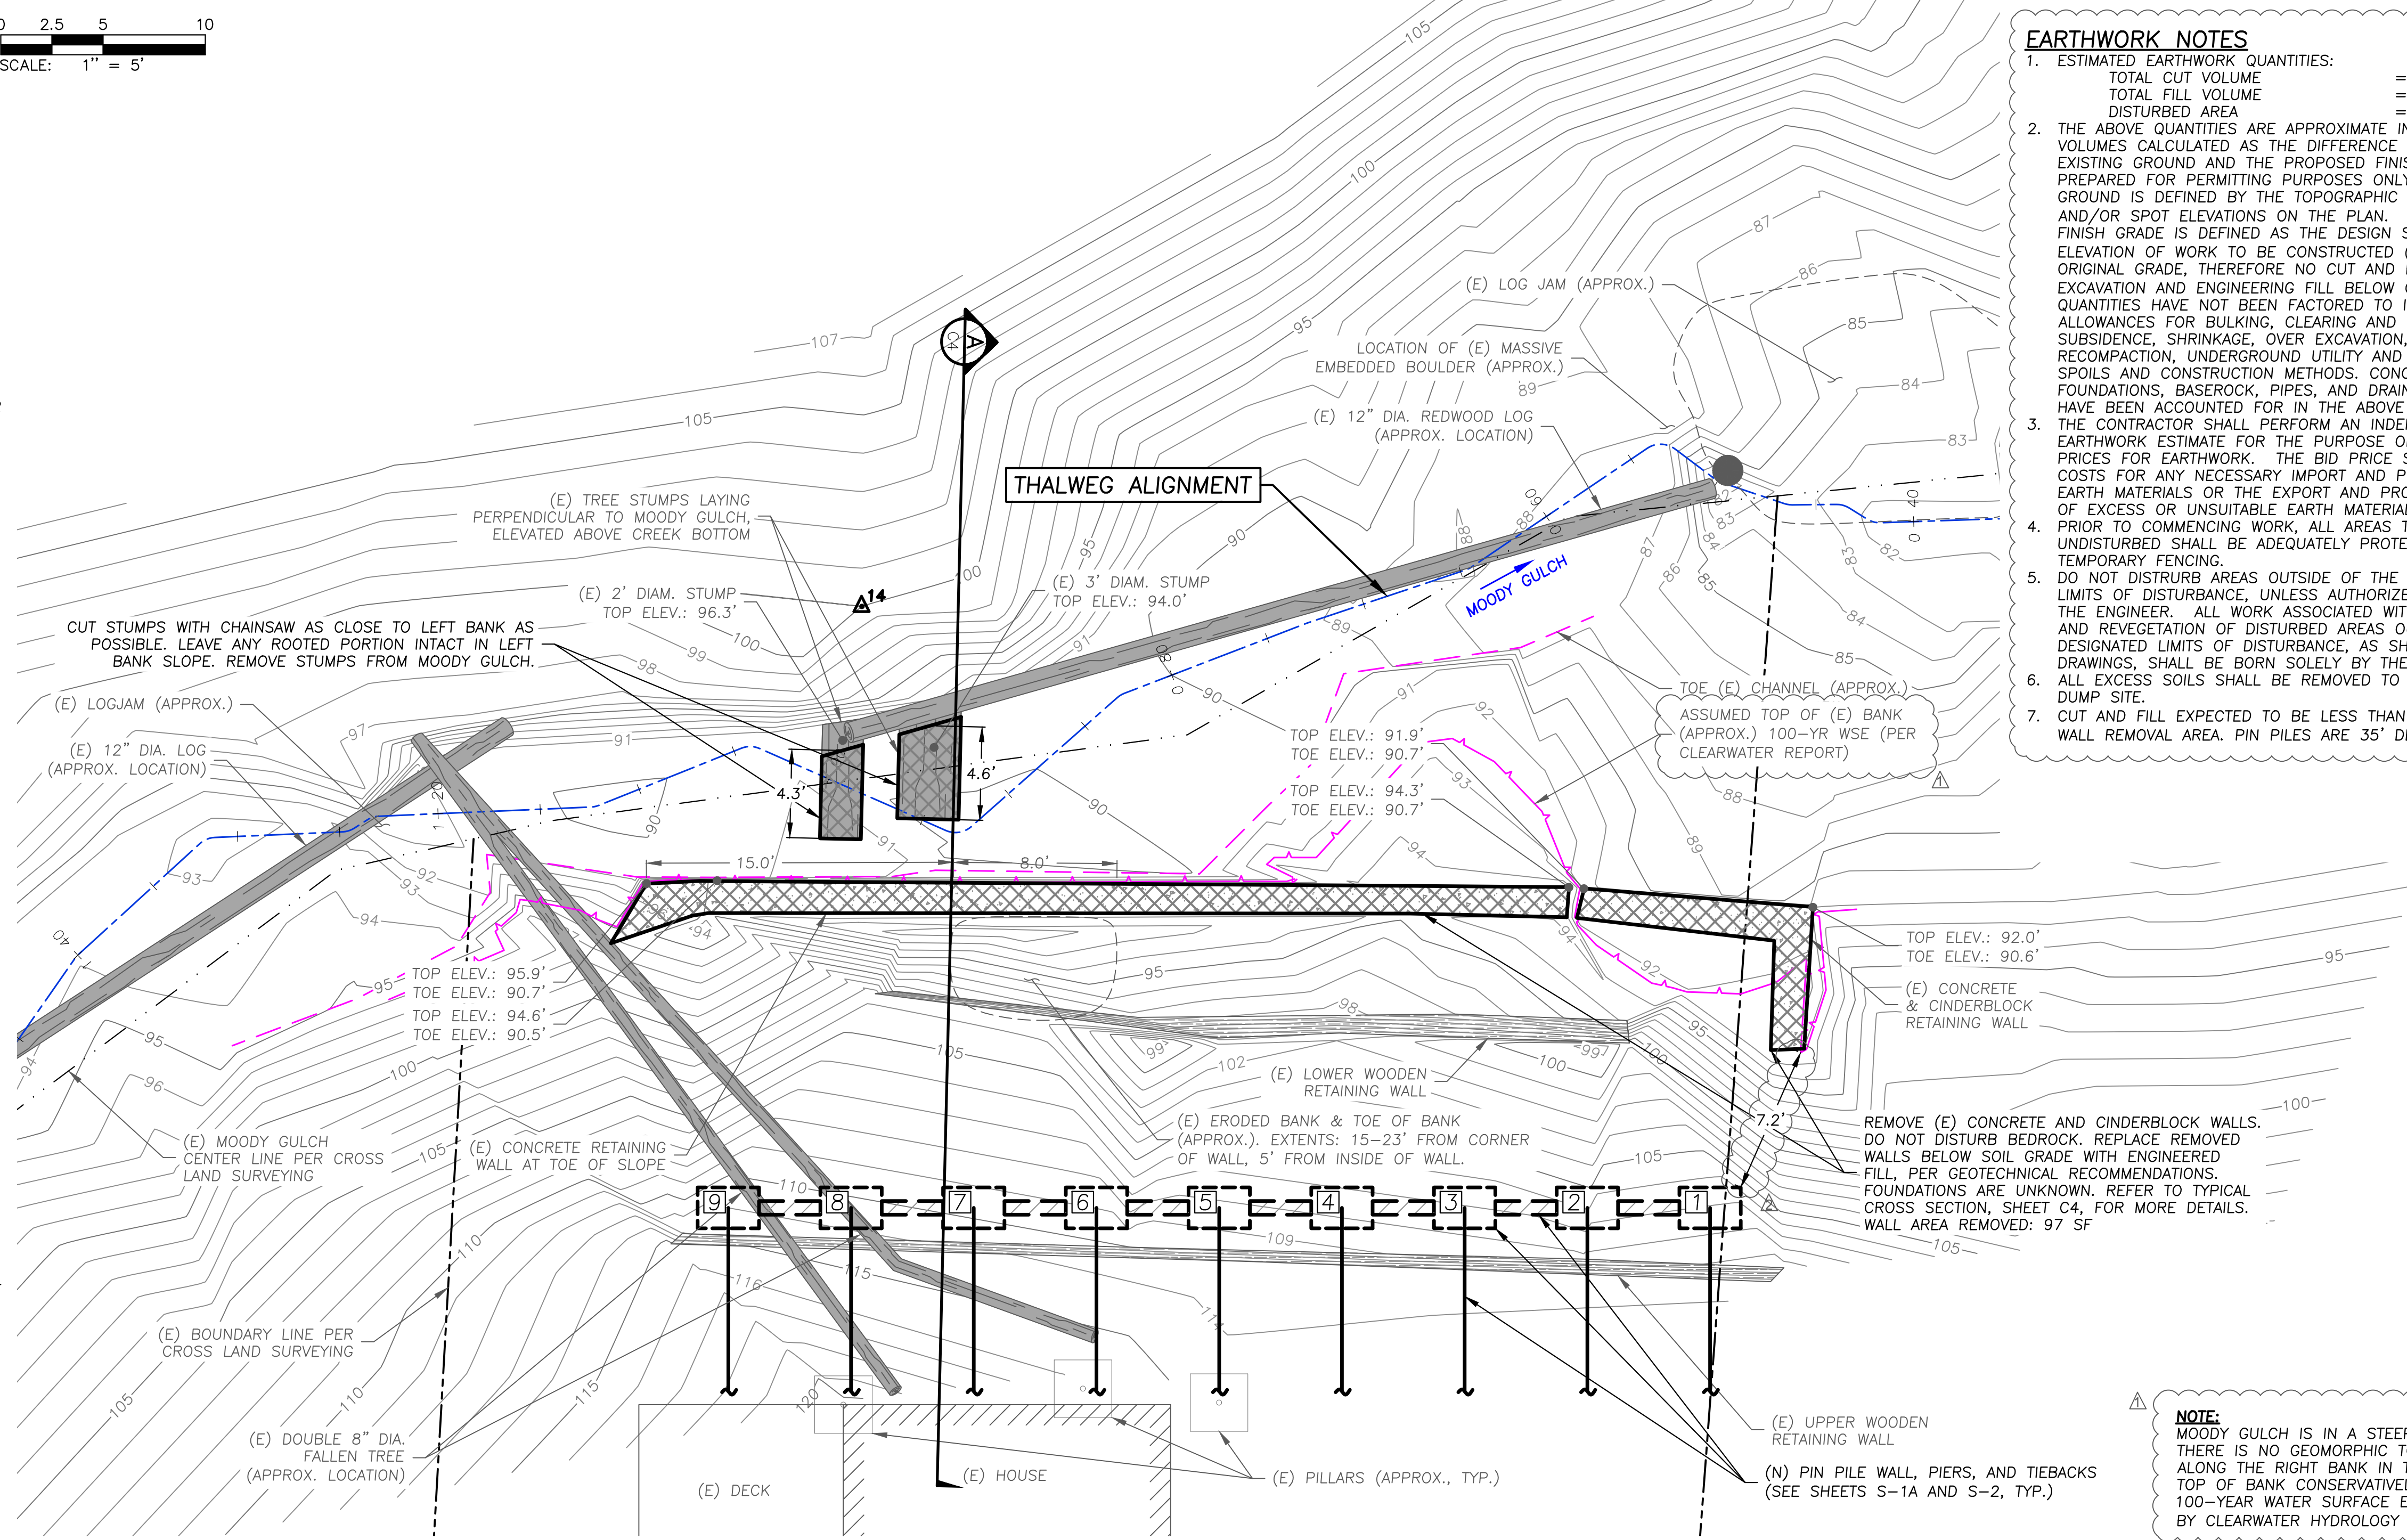 0 2.5 5 10
SCALE: 1" = 5'
EARTHWORK NOTES
1. ESTIMATED EARTHWORK QUANTITIES:
TOTAL CUT VOLUME =
TOTAL FILL VOLUME =
DISTURBED AREA =
2. THE ABOVE QUANTITIES ARE APPROXIMATE
VOLUMES CALCULATED AS THE DIFFERENCE
EXISTING GROUND AND THE PROPOSED
PREPARED FOR PERMITTING PURPOSES ONLY
GROUND IS DEFINED BY THE TOPOGRAPHIC
AND/OR SPOT ELEVATIONS ON THE PLAN.
FINISH GRADE IS DEFINED AS THE DESIGN
ELEVATION OF WORK TO BE CONSTRUCTED
ORIGINAL GRADE, THEREFORE NO CUT AND
EXCAVATION AND ENGINEERING FILL BELOW
QUANTITIES HAVE NOT BEEN FACTORED TO
ALLOWANCES FOR BULKING, CLEARING AND
SUBSIDENCE, SHRINKAGE, OVER EXCAVATION,
RECOMPACTION, UNDERGROUND UTILITY AND
SPOILS AND CONSTRUCTION METHODS.
FOUNDATIONS, BASEROCK, PIPES, AND
HAVE BEEN ACCOUNTED FOR IN THE ABOVE
3. THE CONTRACTOR SHALL PERFORM AN
EARTHWORK ESTIMATE FOR THE PURPOSE
PRICES FOR EARTHWORK. THE BID PRICE
COSTS FOR ANY NECESSARY IMPORT AND
EARTH MATERIALS OR THE EXPORT AND
OF EXCESS OR UNSUITABLE EARTH
4. PRIOR TO COMMENCING WORK, ALL AREAS
UNDISTURBED SHALL BE ADEQUATELY
TEMPORARY FENCING.
5. DO NOT DISTRURB AREAS OUTSIDE OF THE
LIMITS OF DISTURBANCE, UNLESS
THE ENGINEER. ALL WORK ASSOCIATED
AND REVEGETATION OF DISTURBED AREAS
DESIGNATED LIMITS OF DISTURBANCE, AS
DRAWINGS, SHALL BE BORN SOLELY BY THE
6. ALL EXCESS SOILS SHALL BE REMOVED TO
DUMP SITE.
7. CUT AND FILL EXPECTED TO BE LESS THAN
WALL REMOVAL AREA. PIN PILES ARE 35'
105
100
107
105
95
87
86
85
84
83
A
C4
(E) LOG JAM (APPROX.)
LOCATION OF (E) MASSIVE
EMBEDDED BOULDER (APPROX.)
89
(E) 12" DIA. REDWOOD LOG
(APPROX. LOCATION)
THALWEG ALIGNMENT
(E) TREE STUMPS LAYING
PERPENDICULAR TO MOODY GULCH,
ELEVATED ABOVE CREEK BOTTOM
(E) 2' DIAM. STUMP
TOP ELEV.: 96.3'
14
(E) 3' DIAM. STUMP
TOP ELEV.: 94.0'
MOODY GULCH
CUT STUMPS WITH CHAINSAW AS CLOSE TO LEFT BANK AS
POSSIBLE. LEAVE ANY ROOTED PORTION INTACT IN LEFT
BANK SLOPE. REMOVE STUMPS FROM MOODY GULCH.
(E) LOGJAM (APPROX.)
(E) 12" DIA. LOG
(APPROX. LOCATION)
TOE (E) CHANNEL (APPROX.)
ASSUMED TOP OF (E) BANK
(APPROX.) 100-YR WSE (PER
CLEARWATER REPORT)
1
TOP ELEV.: 91.9'
TOE ELEV.: 90.7'
TOP ELEV.: 94.3'
TOE ELEV.: 90.7'
4.3'
4.6'
15.0'
8.0'
TOP ELEV.: 92.0'
TOE ELEV.: 90.6'
(E) CONCRETE
& CINDERBLOCK
RETAINING WALL
TOP ELEV.: 95.9'
TOE ELEV.: 90.7'
TOP ELEV.: 94.6'
TOE ELEV.: 90.5'
(E) LOWER WOODEN
RETAINING WALL
(E) ERODED BANK & TOE OF BANK
(APPROX.). EXTENTS: 15-23' FROM CORNER
OF WALL, 5' FROM INSIDE OF WALL.
(E) MOODY GULCH
CENTER LINE PER CROSS
LAND SURVEYING
(E) CONCRETE RETAINING
WALL AT TOE OF SLOPE
7.2'
REMOVE (E) CONCRETE AND CINDERBLOCK WALLS.
DO NOT DISTURB BEDROCK. REPLACE REMOVED
WALLS BELOW SOIL GRADE WITH ENGINEERED
FILL, PER GEOTECHNICAL RECOMMENDATIONS.
FOUNDATIONS ARE UNKNOWN. REFER TO TYPICAL
CROSS SECTION, SHEET C4, FOR MORE DETAILS.
WALL AREA REMOVED: 97 SF
2
9 8 7 6 5 4 3 2 1
(E) BOUNDARY LINE PER
CROSS LAND SURVEYING
(E) DOUBLE 8" DIA.
FALLEN TREE
(APPROX. LOCATION)
(E) DECK
(E) HOUSE
(E) PILLARS (APPROX., TYP.)
(E) UPPER WOODEN
RETAINING WALL
(N) PIN PILE WALL, PIERS, AND TIEBACKS
(SEE SHEETS S-1A AND S-2, TYP.)
1
NOTE:
MOODY GULCH IS IN A
THERE IS NO GEOMORPHIC
ALONG THE RIGHT BANK IN
TOP OF BANK
100-YEAR WATER SURFACE
BY CLEARWATER HYDROLOGY